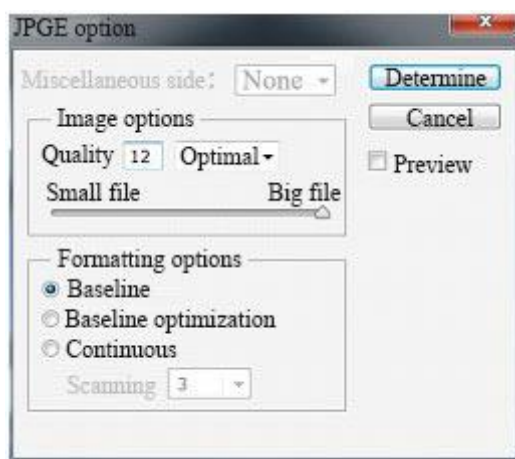 JPGE option
Miscellaneous side: None
Determine
Image options
Cancel
Quality 12 Optimal
Preview
Small file Big file
Formatting options
Baseline
Baseline optimization
Continuous
Scanning 3